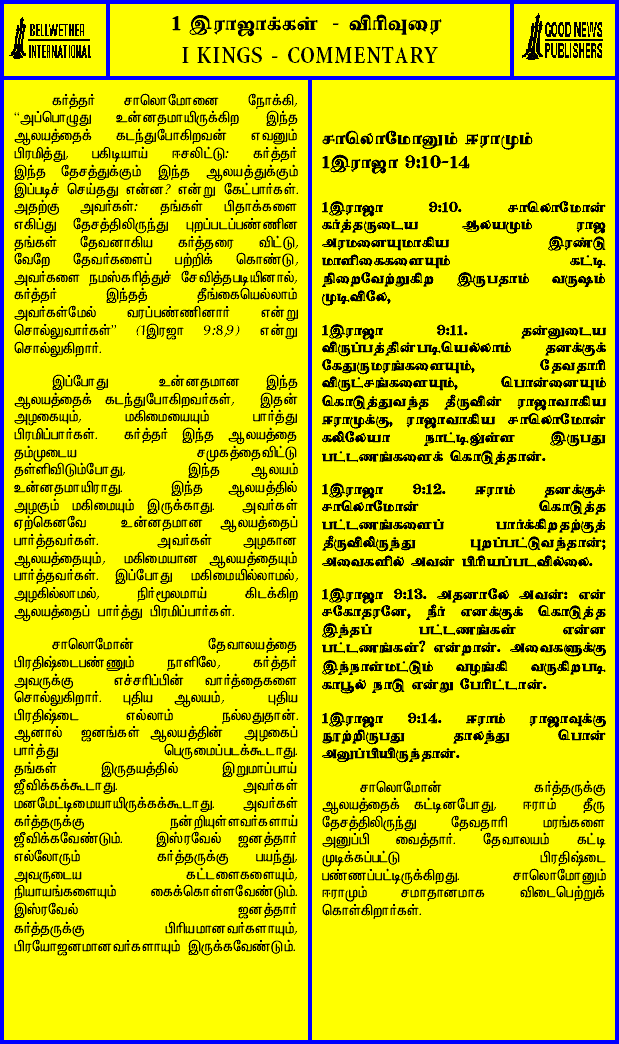 BELLWETHER
INTERNATIONAL
1 இராஜாக்கள் - விரிவுரை
I KINGS - COMMENTARY
GOOD NEWS
PUBLISHERS
கர்த்தர் சாலொமோனை நோக்கி,
“அப்பொழுது உன்னதமாயிருக்கிற இந்த
ஆலயத்தைக் கடந்துபோகிறவன் எவனும்
பிரமித்து, பகிடியாய் ஈசலிட்டு: கர்த்தர்
இந்த தேசத்துக்கும் இந்த ஆலயத்துக்கும்
இப்படிச் செய்தது என்ன? என்று கேட்பார்கள்.
அதற்கு அவர்கள்: தங்கள் பிதாக்களை
எகிப்து தேசத்திலிருந்து புறப்படப்பண்ணின
தங்கள் தேவனாகிய கர்த்தரை விட்டு,
வேறே தேவர்களைப் பற்றிக் கொண்டு,
அவர்களை நமஸ்கரித்துச் சேவித்தபடியினால்,
கர்த்தர் இந்தத் தீங்கையெல்லாம்
அவர்கள்மேல் வரப்பண்ணினார் என்று
சொல்லுவார்கள்” (1இரஜா 9:8,9) என்று
சொல்லுகிறார்.
இப்போது உன்னதமான இந்த
ஆலயத்தைக் கடந்துபோகிறவர்கள், இதன்
அழகையும், மகிமையையும் பார்த்து
பிரமிப்பார்கள். கர்த்தர் இந்த ஆலயத்தை
தம்முடைய சமுகத்தைவிட்டு
தள்ளிவிடும்போது, இந்த ஆலயம்
உன்னதமாயிராது. இந்த ஆலயத்தில்
அழகும் மகிமையும் இருக்காது. அவர்கள்
ஏற்கெனவே உன்னதமான ஆலயத்தைப்
பார்த்தவர்கள். அவர்கள் அழகான
ஆலயத்தையும், மகிமையான ஆலயத்தையும்
பார்த்தவர்கள். இப்போது மகிமையில்லாமல்,
அழகில்லாமல், நிர்மூலமாய் கிடக்கிற
ஆலயத்தைப் பார்த்து பிரமிப்பார்கள்.
சாலொமோன் தேவாலயத்தை
பிரதிஷ்டைபண்ணும் நாளிலே, கர்த்தர்
அவருக்கு எச்சரிப்பின் வார்த்தைகளை
சொல்லுகிறார். புதிய ஆலயம், புதிய
பிரதிஷ்டை எல்லாம் நல்லதுதான்.
ஆனால் ஜனங்கள் ஆலயத்தின் அழகைப்
பார்த்து பெருமைப்படக்கூடாது.
தங்கள் இருதயத்தில் இறுமாப்பாய்
ஜீவிக்கக்கூடாது. அவர்கள்
மனமேட்டிமையாயிருக்கக்கூடாது. அவர்கள்
கர்த்தருக்கு நன்றியுள்ளவர்களாய்
ஜீவிக்கவேண்டும். இஸ்ரவேல் ஜனத்தார்
எல்லோரும் கர்த்தருக்கு பயந்து,
அவருடைய கட்டளைகளையும்,
நியாயங்களையும் கைக்கொள்ளவேண்டும்.
இஸ்ரவேல் ஜனத்தார்
கர்த்தருக்கு பிரியமானவர்களாயும்,
பிரயோஜனமானவர்களாயும் இருக்கவேண்டும்.
சாலொமோனும் ஈராமும்
1இராஜா 9:10-14
1இராஜா 9:10. சாலொமோன்
கர்த்தருடைய ஆலயமும் ராஜ
அரமனையுமாகிய இரண்டு
மாளிகைகளையும் கட்டி
நிறைவேற்றுகிற இருபதாம் வருஷம்
முடிவிலே,
1இராஜா 9:11. தன்னுடைய
விருப்பத்தின்படியெல்லாம் தனக்குக்
கேதுருமரங்களையும், தேவதாரி
விருட்சங்களையும், பொன்னையும்
கொடுத்துவந்த தீருவின் ராஜாவாகிய
ஈராமுக்கு, ராஜாவாகிய சாலொமோன்
கலிலேயா நாட்டிலுள்ள இருபது
பட்டணங்களைக் கொடுத்தான்.
1இராஜா 9:12. ஈராம் தனக்குச்
சாலொமோன் கொடுத்த
பட்டணங்களைப் பார்க்கிறதற்குத்
தீருவிலிருந்து புறப்பட்டுவந்தான்;
அவைகளில் அவன் பிரியப்படவில்லை.
1இராஜா 9:13. அதனாலே அவன்: என்
சகோதரனே, நீர் எனக்குக் கொடுத்த
இந்தப் பட்டணங்கள் என்ன
பட்டணங்கள்? என்றான். அவைகளுக்கு
இந்நாள்மட்டும் வழங்கி வருகிறபடி
காபூல் நாடு என்று பேரிட்டான்.
1இராஜா 9:14. ஈராம் ராஜாவுக்கு
நூற்றிருபது தாலந்து பொன்
அனுப்பியிருந்தான்.
சாலொமோன் கர்த்தருக்கு
ஆலயத்தைக் கட்டினபோது, ஈராம் தீரு
தேசத்திலிருந்து தேவதாரி மரங்களை
அனுப்பி வைத்தார். தேவாலயம் கட்டி
முடிக்கப்பட்டு பிரதிஷ்டை
பண்ணப்பட்டிருக்கிறது. சாலொமோனும்
ஈராமும் சமாதானமாக விடைபெற்றுக்
கொள்கிறார்கள்.